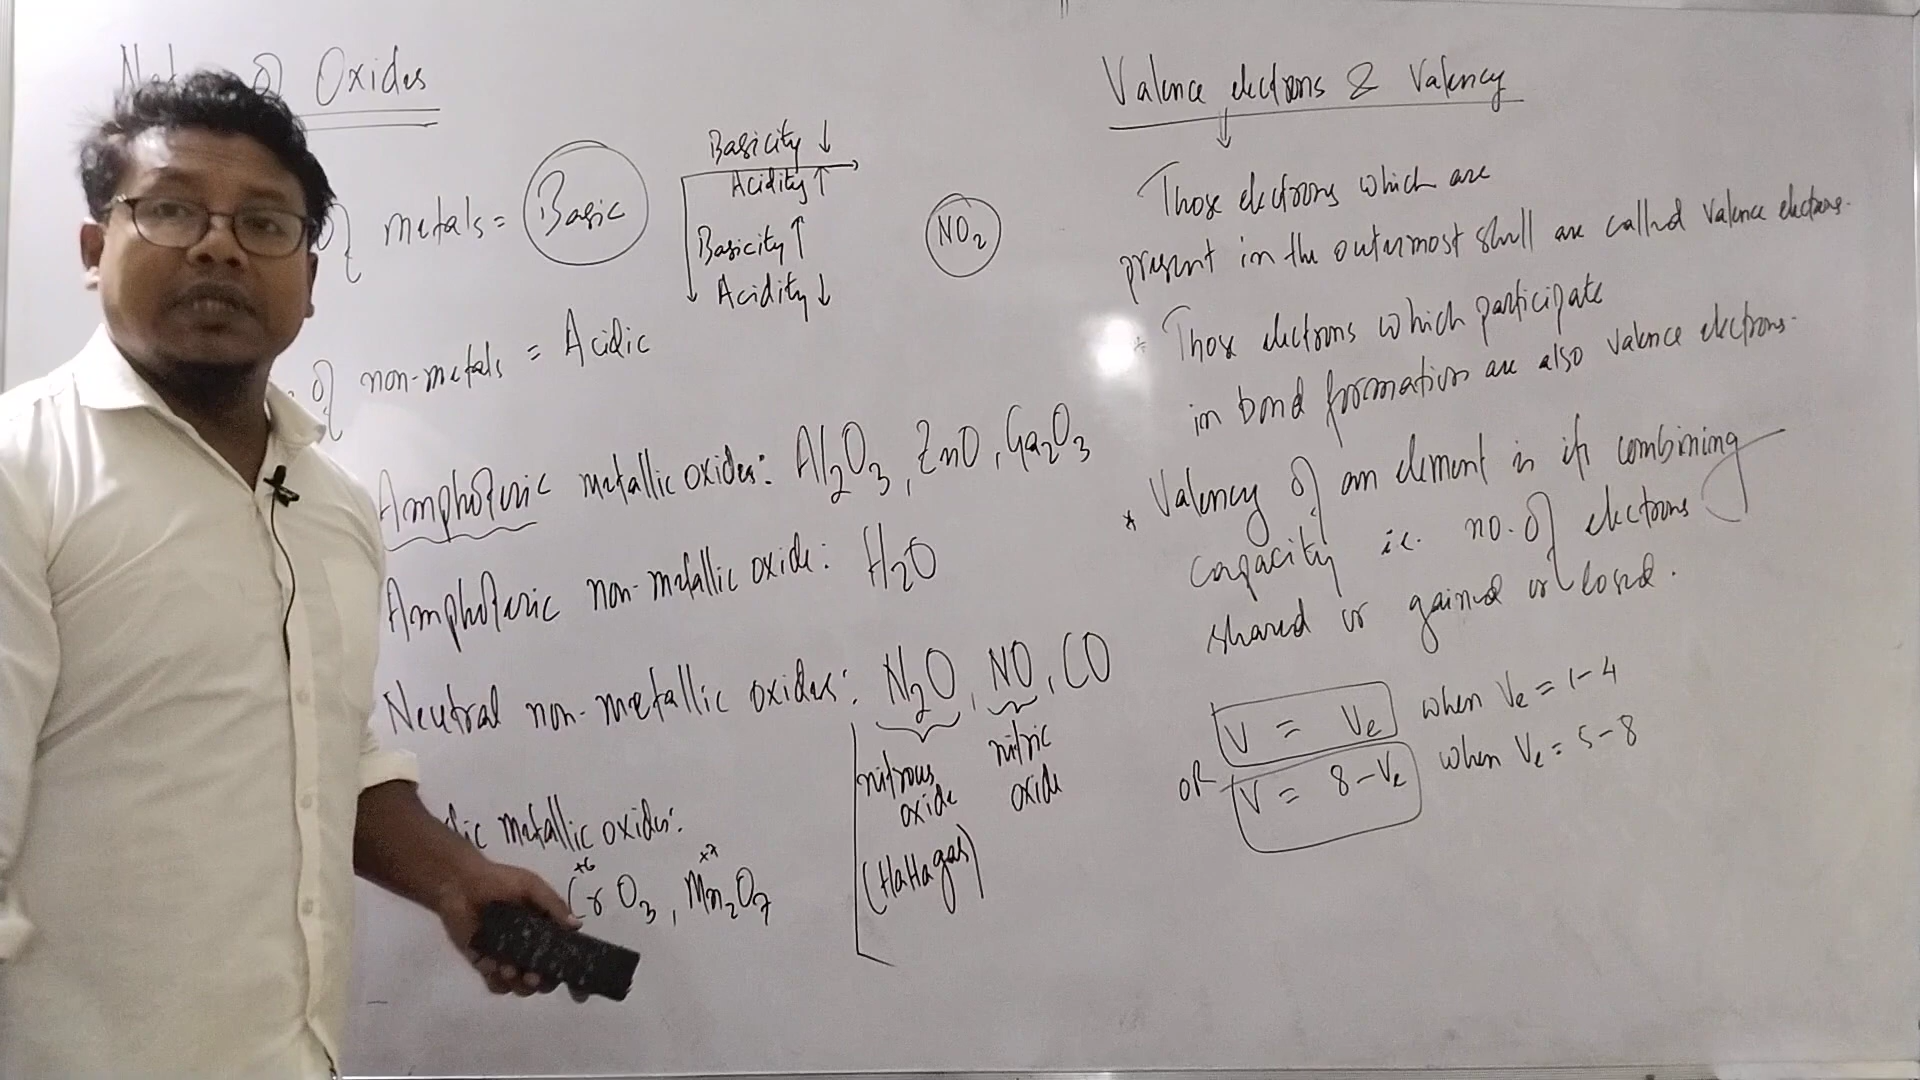 Oxides
of metals = Basic
Basicity ↓
Acidity ↑
Basicity ↑
Acidity ↓
NO₂
of non-metals = Acidic
Amphoteric metallic oxides: Al₂O₃, ZnO, Ga₂O₃
Amphoteric non-metallic oxide: H₂O
Neutral non-metallic oxides: N₂O, NO, CO
nitrous oxide
(HaHa gas)
nitric oxide
metallic oxides:
+6 +7
CrO₃, Mn₂O₇
Valence electrons & Valency
↓
Those electrons which are
present in the outermost shell are called valence electrons.
* Those electrons which participate
in bond formation are also valence electrons.
* Valency of an element is its combining
capacity i.e. no. of electrons
shared or gained or losed.
V = Ve when Ve = 1-4
OR V = 8-Ve when Ve = 5-8